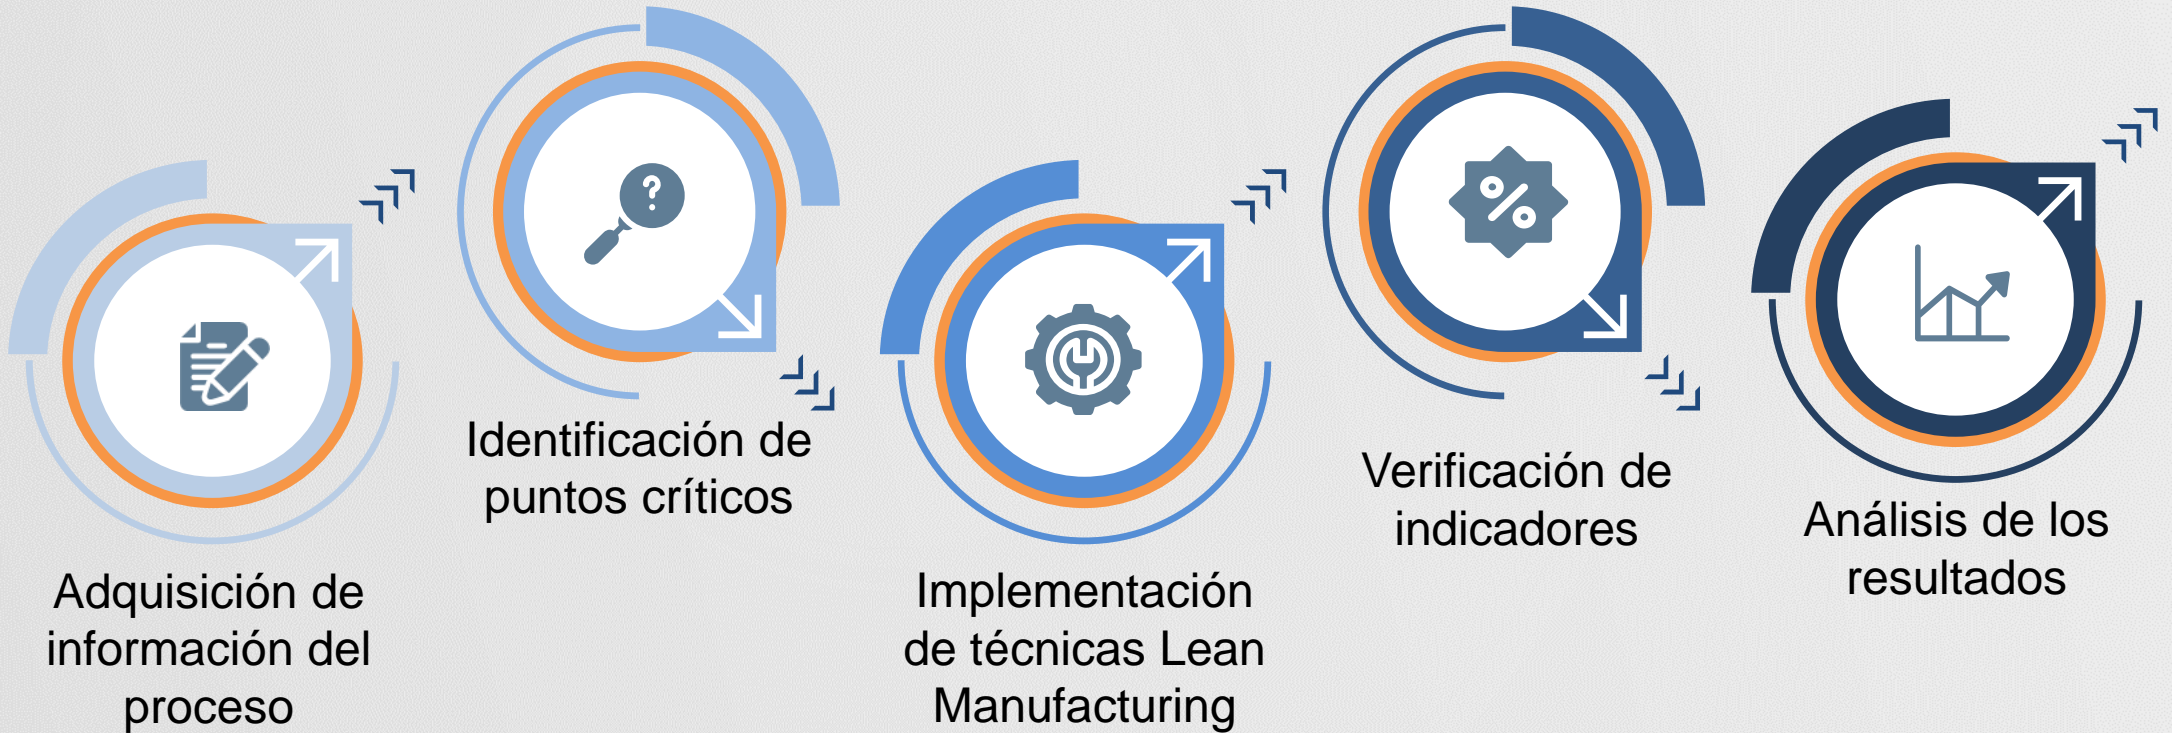 Adquisición de
información del
proceso
Identificación de
puntos críticos
Implementación
de técnicas Lean
Manufacturing
Verificación de
indicadores
Análisis de los
resultados
?
%